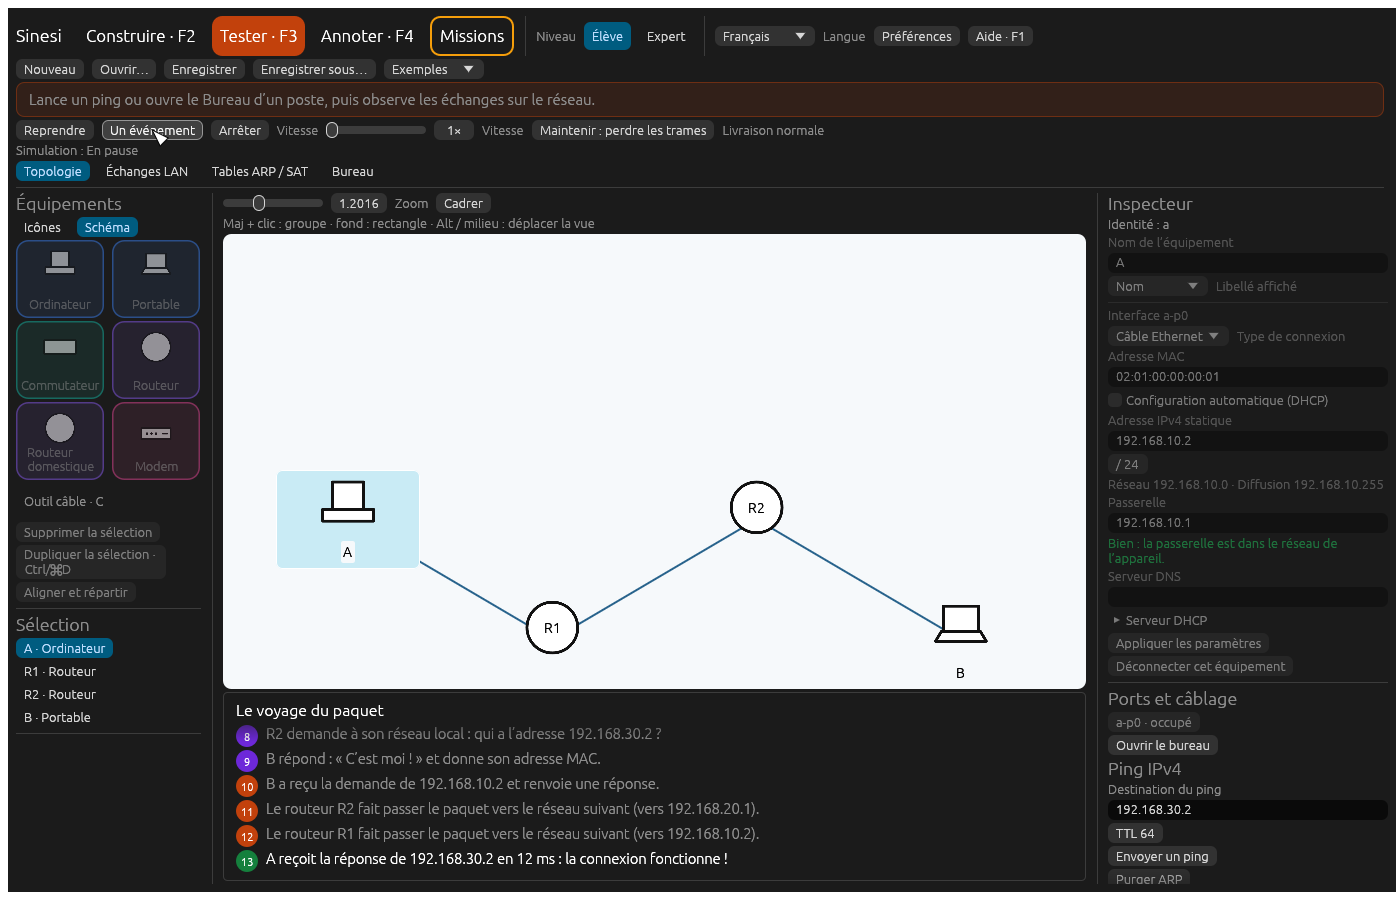 Sinesi Construire · F2 Tester · F3 Annoter · F4 Missions Niveau Élève Expert Français Langue Préférences Aide · F1
Nouveau Ouvrir… Enregistrer Enregistrer sous… Exemples
Lance un ping ou ouvre le Bureau d'un poste, puis observe les échanges sur le réseau.
Reprendre Un événement Arrêter Vitesse 1× Vitesse Maintenir : perdre les trames Livraison normale
Simulation : En pause
Topologie Échanges LAN Tables ARP / SAT Bureau
Équipements
Icônes Schéma
Ordinateur Portable
Commutateur Routeur
Routeur domestique Modem
Outil câble · C
Supprimer la sélection
Dupliquer la sélection ·
Ctrl/⌘D
Aligner et répartir
Sélection
A · Ordinateur
R1 · Routeur
R2 · Routeur
B · Portable
1.2016 Zoom Cadrer
Maj + clic : groupe · fond : rectangle · Alt / milieu : déplacer la vue
A
R1
R2
B
Le voyage du paquet
8 R2 demande à son réseau local : qui a l'adresse 192.168.30.2 ?
9 B répond : « C'est moi ! » et donne son adresse MAC.
10 B a reçu la demande de 192.168.10.2 et renvoie une réponse.
11 Le routeur R2 fait passer le paquet vers le réseau suivant (vers 192.168.20.1).
12 Le routeur R1 fait passer le paquet vers le réseau suivant (vers 192.168.10.2).
13 A reçoit la réponse de 192.168.30.2 en 12 ms : la connexion fonctionne !
Inspecteur
Identité : a
Nom de l'équipement
A
Nom Libellé affiché
Interface a-p0
Câble Ethernet Type de connexion
Adresse MAC
02:01:00:00:00:01
Configuration automatique (DHCP)
Adresse IPv4 statique
192.168.10.2
/ 24
Réseau 192.168.10.0 · Diffusion 192.168.10.255
Passerelle
192.168.10.1
Bien : la passerelle est dans le réseau de
l'appareil.
Serveur DNS
Serveur DHCP
Appliquer les paramètres
Déconnecter cet équipement
Ports et câblage
a-p0 · occupé
Ouvrir le bureau
Ping IPv4
Destination du ping
192.168.30.2
TTL 64
Envoyer un ping
Purger ARP